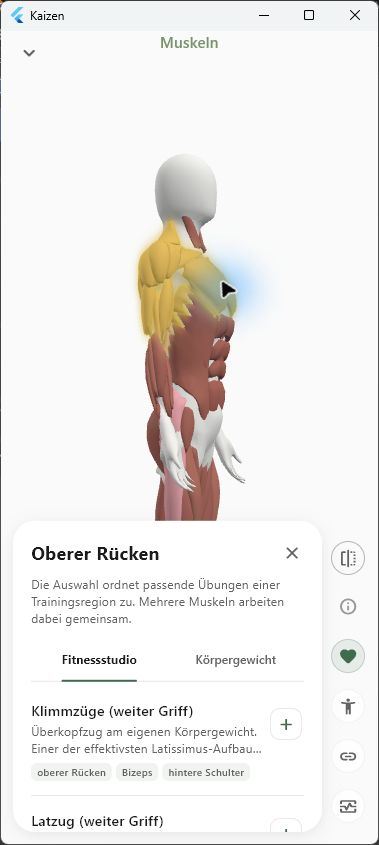 Kaizen
Muskeln
Oberer Rücken
Die Auswahl ordnet passende Übungen einer
Trainingsregion zu. Mehrere Muskeln arbeiten
dabei gemeinsam.
Fitnessstudio
Körpergewicht
Klimmzüge (weiter Griff)
Überkopfzug am eigenen Körpergewicht.
Einer der effektivsten Latissimus-Aufbau...
oberer Rücken
Bizeps
hintere Schulter
Latzug (weiter Griff)